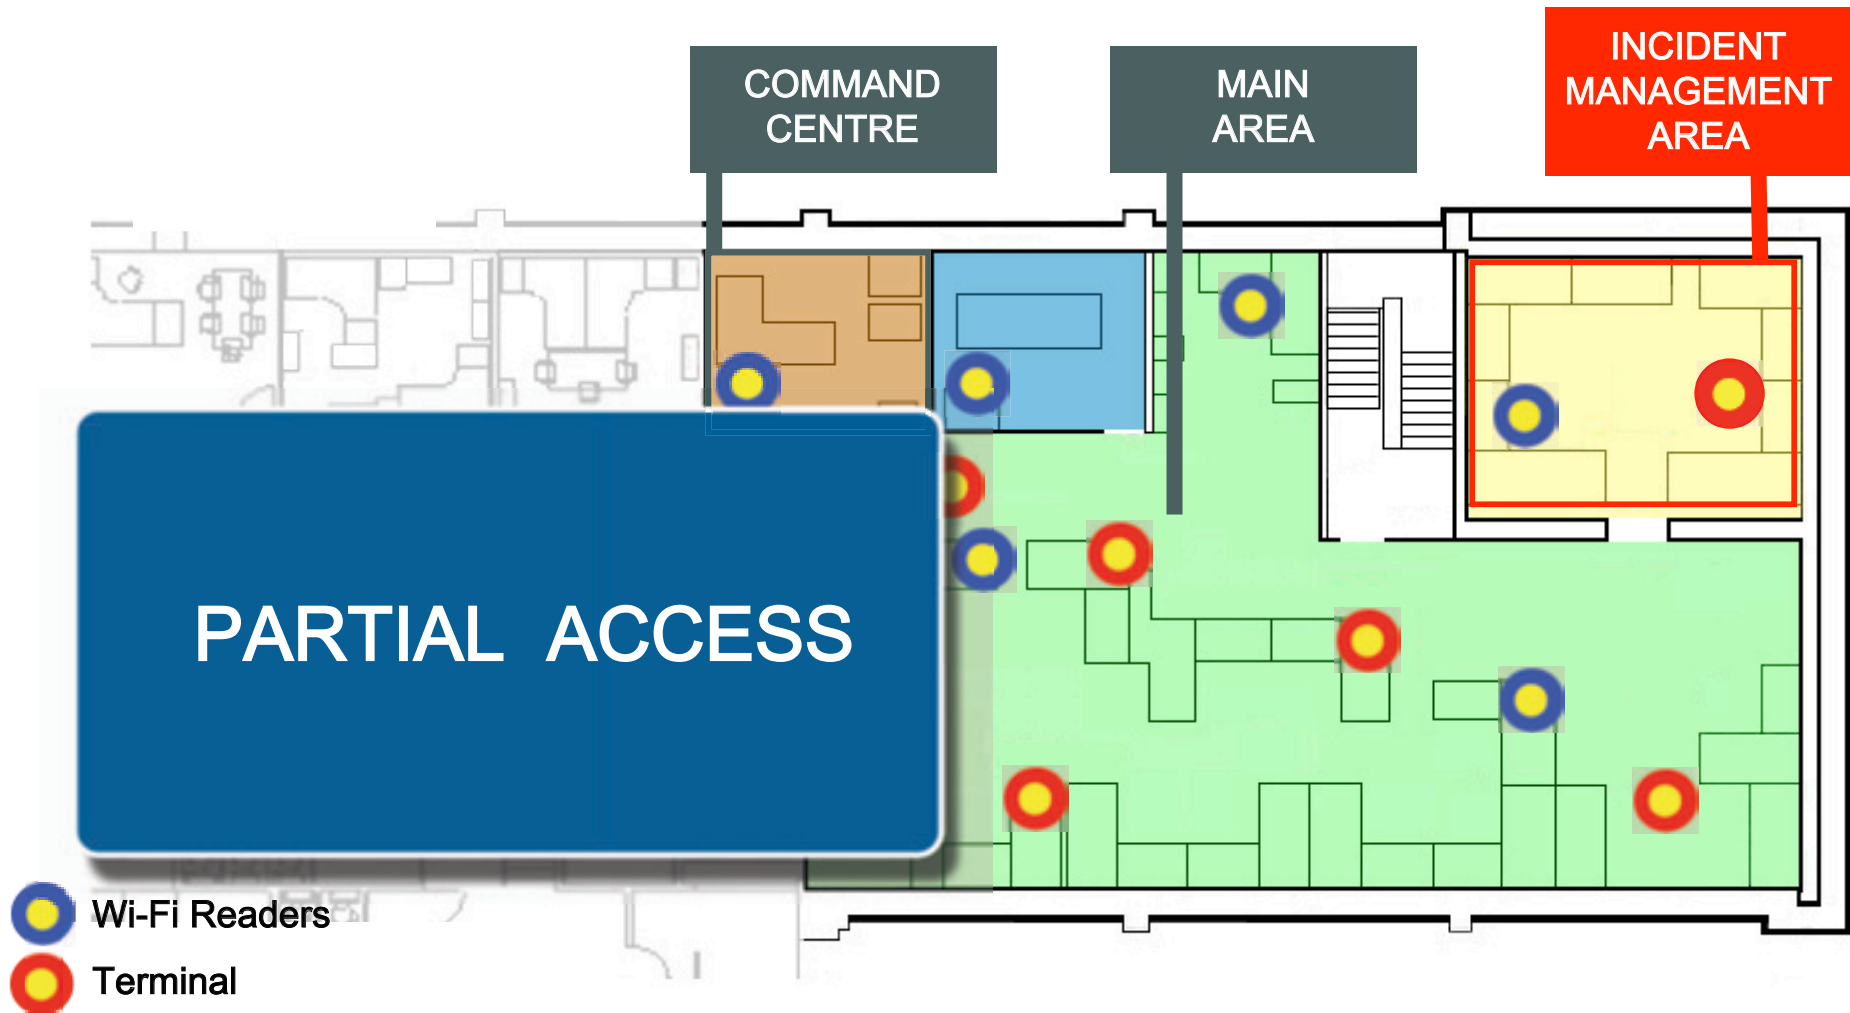 COMMAND
CENTRE
MAIN
AREA
INCIDENT
MANAGEMENT
AREA
PARTIAL ACCESS
Wi-Fi Readers
Terminal